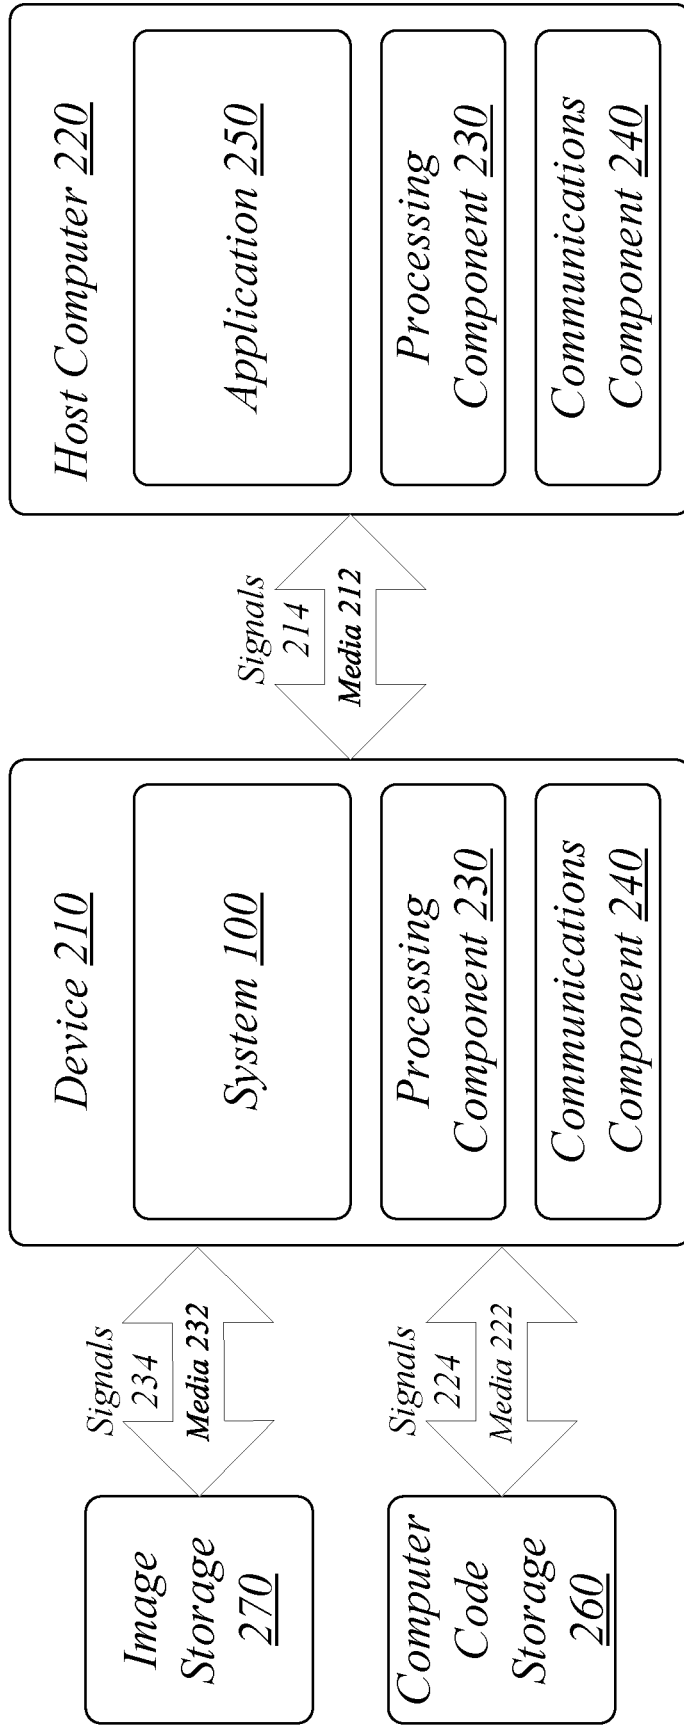 Image
Storage
270
Computer
Code
Storage
260
Signals
234
Media 232
Signals
224
Media 222
Device 210
System 100
Processing
Component 230
Communications
Component 240
Signals
214
Media 212
Host Computer 220
Application 250
Processing
Component 230
Communications
Component 240